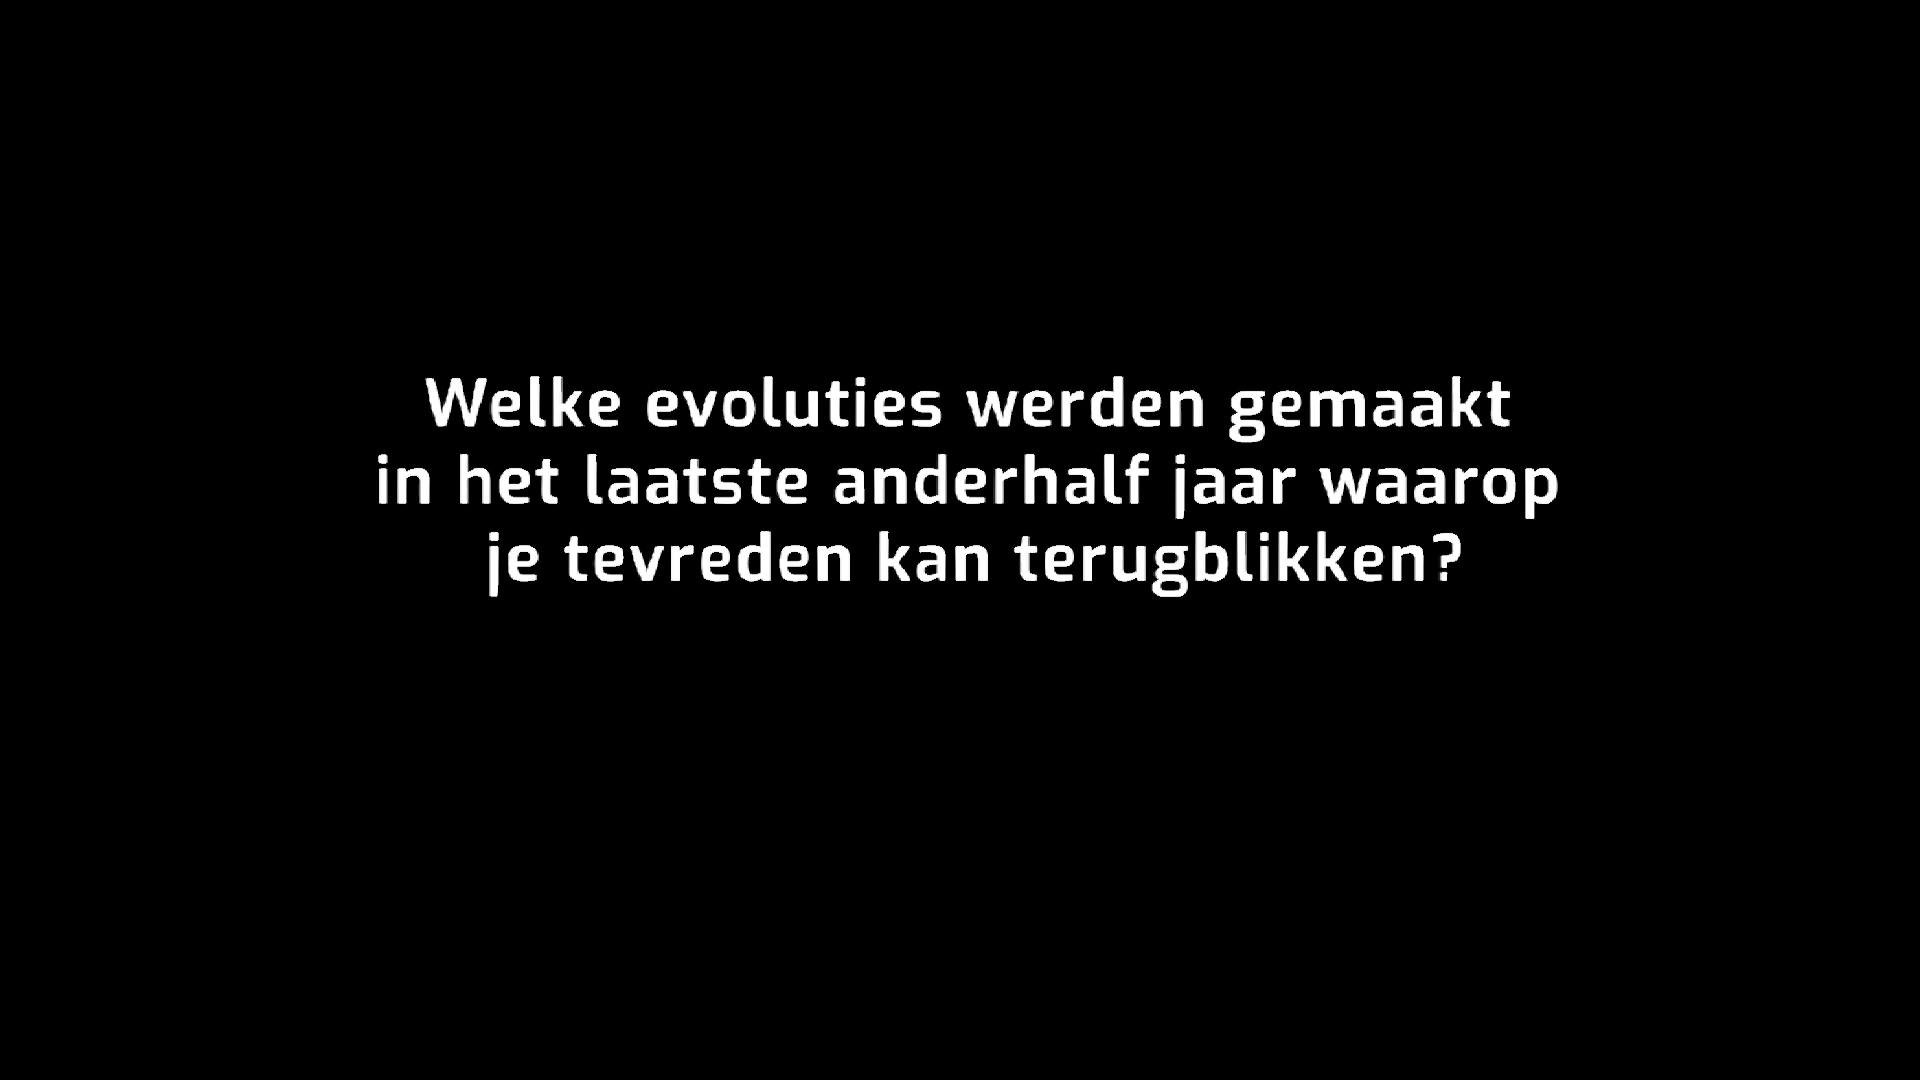 Welke evoluties werden gemaakt
in het laatste anderhalf jaar waarop
je tevreden kan terugblikken?